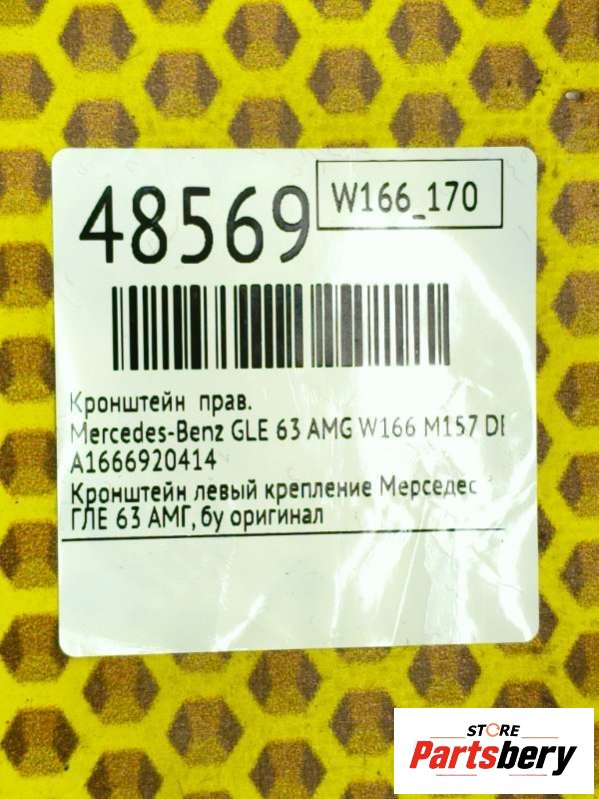 48569
W166_170
Кронштейн прав.
Mercedes-Benz GLE 63 AMG W166 M157 DE
A1666920414
Кронштейн левый крепление Мерседес
ГЛЕ 63 АМГ, бу оригинал
STORE
Partsbery